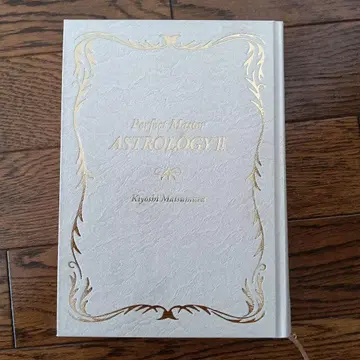 Perfect Master
ASTROLOGY II
Kiyoshi Matsumura